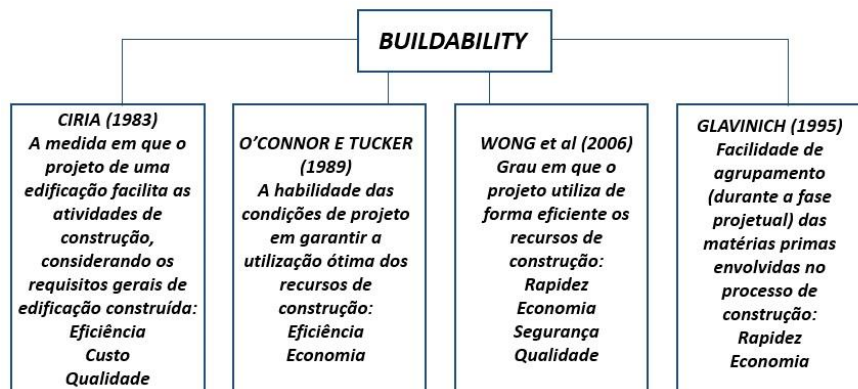 BUILDABILITY
CIRIA (1983)
A medida em que o
projeto de uma
edificação facilita as
atividades de
construção,
considerando os
requisitos gerais de
edificação construída:
Eficiência
Custo
Qualidade
O’CONNOR E TUCKER
(1989)
A habilidade das
condições de projeto
em garantir a
utilização ótima dos
recursos de
construção:
Eficiência
Economia
WONG et al (2006)
Grau em que o
projeto utiliza de
forma eficiente os
recursos de
construção:
Rapidez
Economia
Segurança
Qualidade
GLAVINICH (1995)
Facilidade de
agrupamento
(durante a fase
projetual) das
matérias primas
envolvidas no
processo de
construção:
Rapidez
Economia